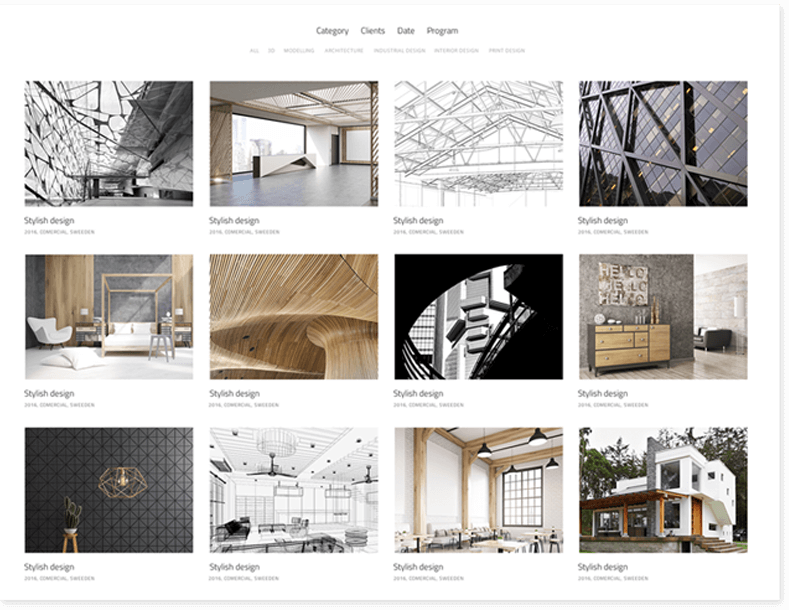 Category Clients Date Program
ALL 3D MODELLING ARCHITECTURE INDUSTRIAL DESIGN INTERIOR DESIGN PRINT DESIGN
Stylish design Stylish design Stylish design Stylish design
2016, COMERCIAL, SWEEDEN 2016, COMERCIAL, SWEEDEN 2016, COMERCIAL, SWEEDEN 2016, COMERCIAL, SWEEDEN
HELLO
HELLO
HELLO
Stylish design Stylish design Stylish design Stylish design
2016, COMERCIAL, SWEEDEN 2016, COMERCIAL, SWEEDEN 2016, COMERCIAL, SWEEDEN 2016, COMERCIAL, SWEEDEN
Stylish design Stylish design Stylish design Stylish design
2016, COMERCIAL, SWEEDEN 2016, COMERCIAL, SWEEDEN 2016, COMERCIAL, SWEEDEN 2016, COMERCIAL, SWEEDEN